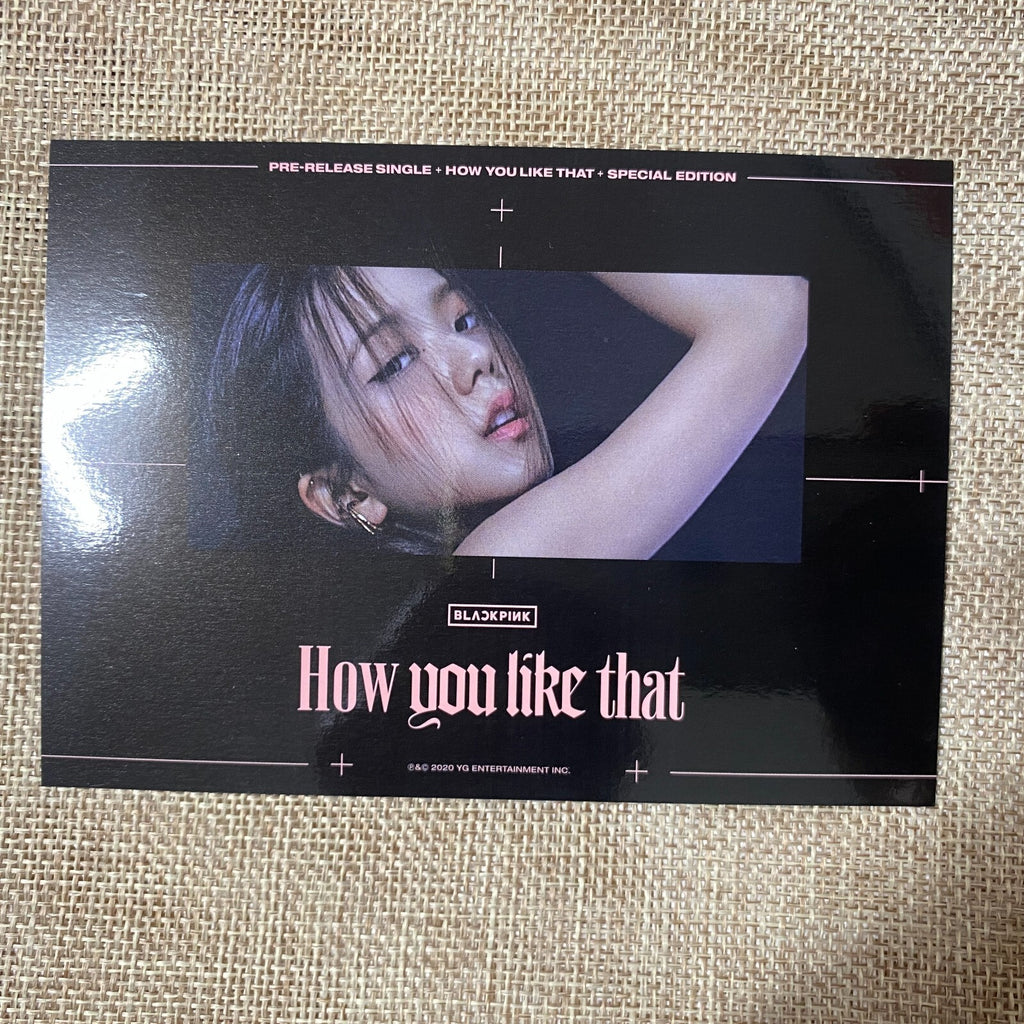 PRE-RELEASE SINGLE + HOW YOU LIKE THAT + SPECIAL EDITION
BLACKPINK
How you like that
℗&© 2020 YG ENTERTAINMENT INC.